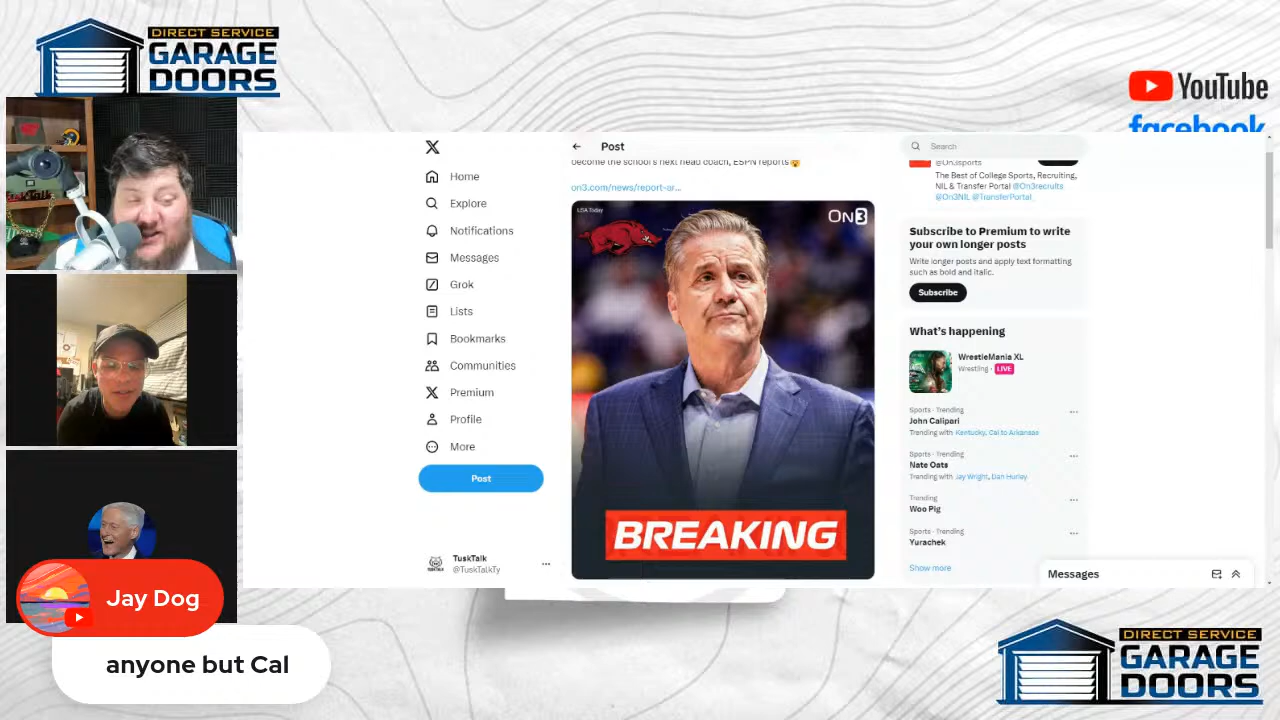 DIRECT SERVICE
GARAGE
DOORS
YouTube
facebook
Post
Search
become the school's next head coach, ESPN reports
on3.com/news/report-ar...
Home
Explore
Notifications
Messages
Grok
Lists
Bookmarks
Communities
Premium
Profile
More
Post
TuskTalk
@TuskTalkTy
USA Today
On3
BREAKING
@On3sports
The Best of College Sports, Recruiting,
NIL & Transfer Portal @On3recruits
@On3NIL @TransferPortal
Subscribe to Premium to write
your own longer posts
Write longer posts and apply text formatting
such as bold and italic.
Subscribe
What's happening
WrestleMania XL
Wrestling · LIVE
Sports · Trending
John Calipari
Trending with Kentucky, Cal to Arkansas
Sports · Trending
Nate Oats
Trending with Jay Wright, Dan Hurley
Trending
Woo Pig
Sports · Trending
Yurachek
Show more
Messages
Jay Dog
anyone but Cal
DIRECT SERVICE
GARAGE
DOORS